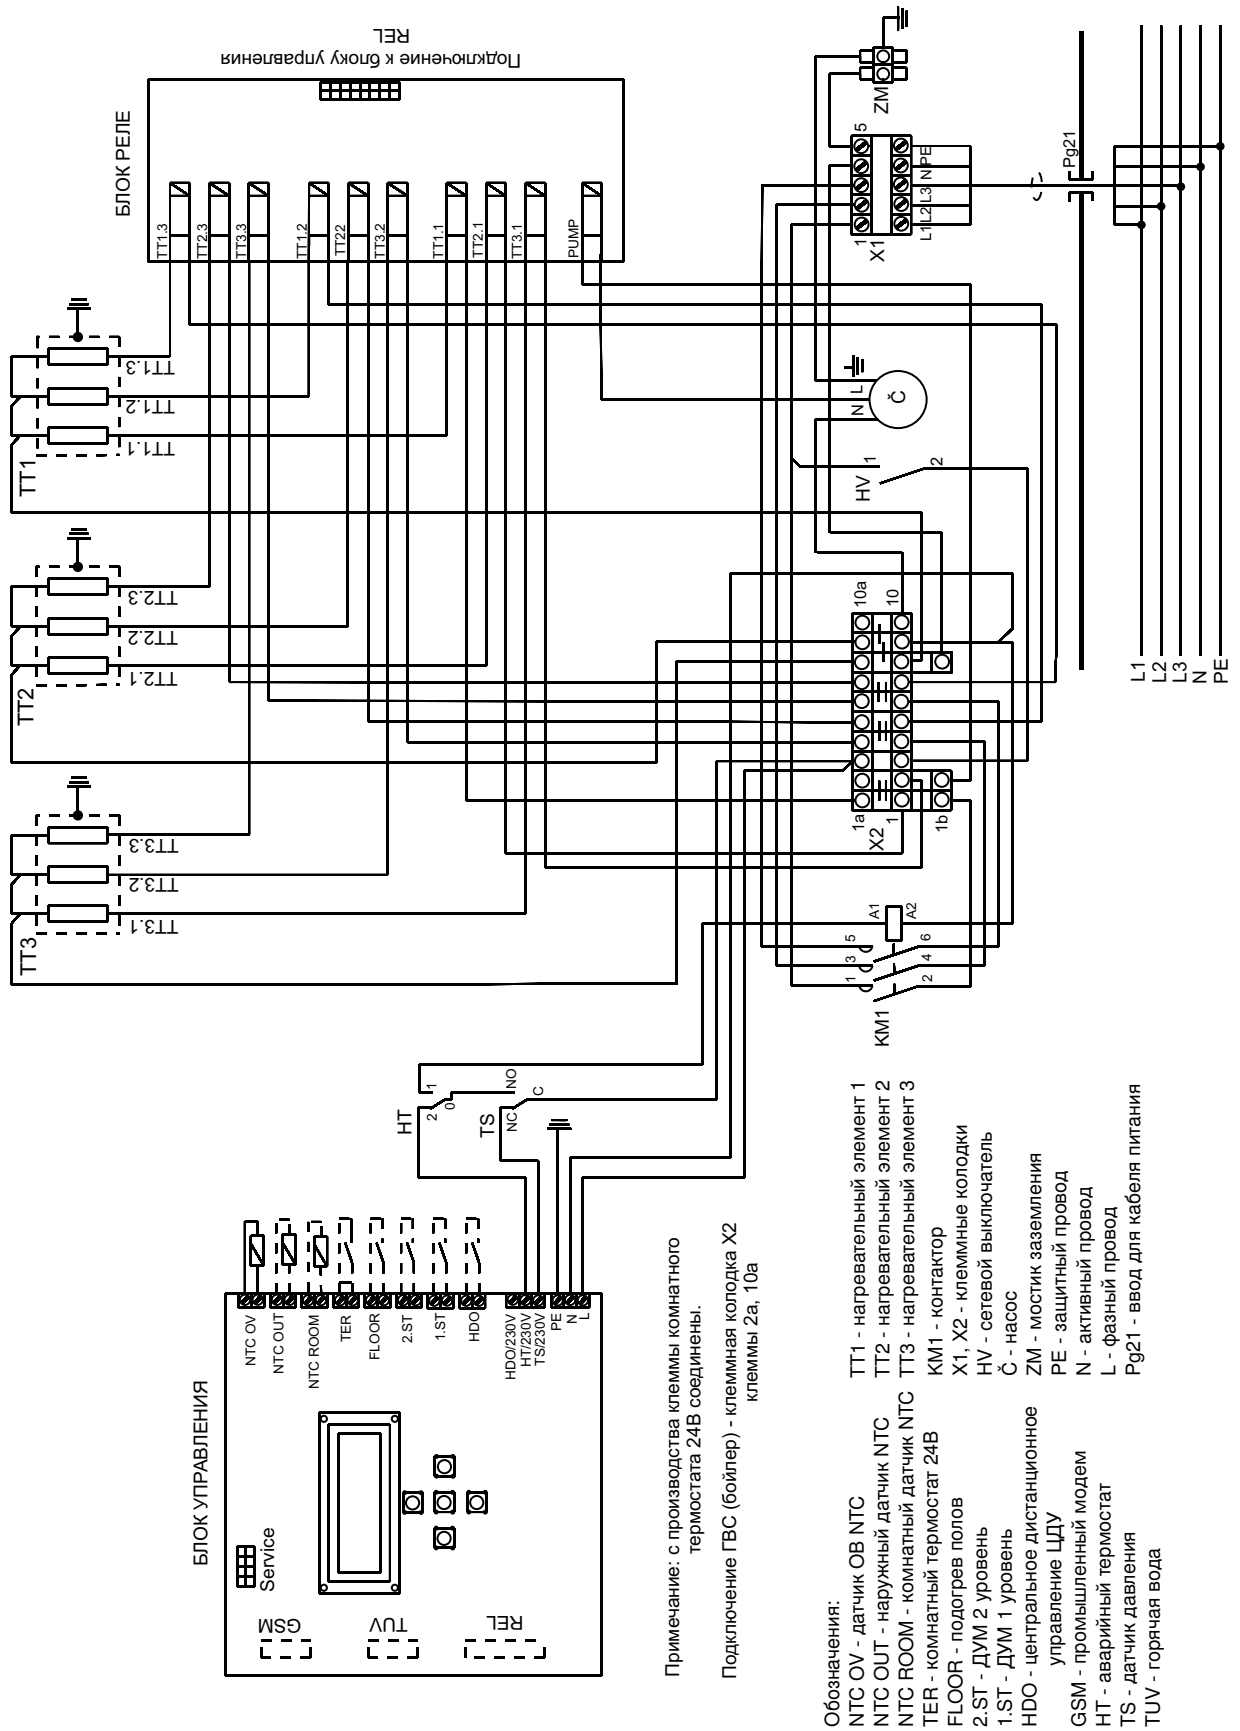 БЛОК РЕЛЕ
Подключение к блоку управления
REL
TT1.3
TT2.3
TT3.3
TT1.2
TT22
TT3.2
TT1.1
TT2.1
TT3.1
PUMP
TT1
TT1.1
TT1.2
TT1.3
TT2
TT2.1
TT2.2
TT2.3
TT3
TT3.1
TT3.2
TT3.3
ZM
X1
1
5
L1
L2
L3
N
PE
Pg21
L1
L2
L3
N
PE
Č
N
L
HV
1
2
X2
1a
10a
1
10
1b
KM1
1
3
5
2
4
6
A1
A2
HT
2
1
0
TS
NC
NO
C
БЛОК УПРАВЛЕНИЯ
NTC OV
NTC OUT
NTC ROOM
TER
FLOOR
2.ST
1.ST
HDO
HDO/230V
HT/230V
TS/230V
PE
N
L
Service
GSM
TUV
REL
Примечание: с производства клеммы комнатного
термостата 24В соединены.
Подключение ГВС (бойлер) - клеммная колодка X2
клеммы 2a, 10a
Обозначения:
NTC OV - датчик ОВ NTC
NTC OUT - наружный датчик NTC
NTC ROOM - комнатный датчик NTC
TER - комнатный термостат 24В
FLOOR - подогрев полов
2.ST - ДУМ 2 уровень
1.ST - ДУМ 1 уровень
HDO - центральное дистанционное
управление ЦДУ
GSM - промышленный модем
HT - аварийный термостат
TS - датчик давления
TUV - горячая вода
TT1 - нагревательный элемент 1
TT2 - нагревательный элемент 2
TT3 - нагревательный элемент 3
KM1 - контактор
X1, X2 - клеммные колодки
HV - сетевой выключатель
Č - насос
ZM - мостик заземления
PE - защитный провод
N - активный провод
L - фазный провод
Pg21 - ввод для кабеля питания